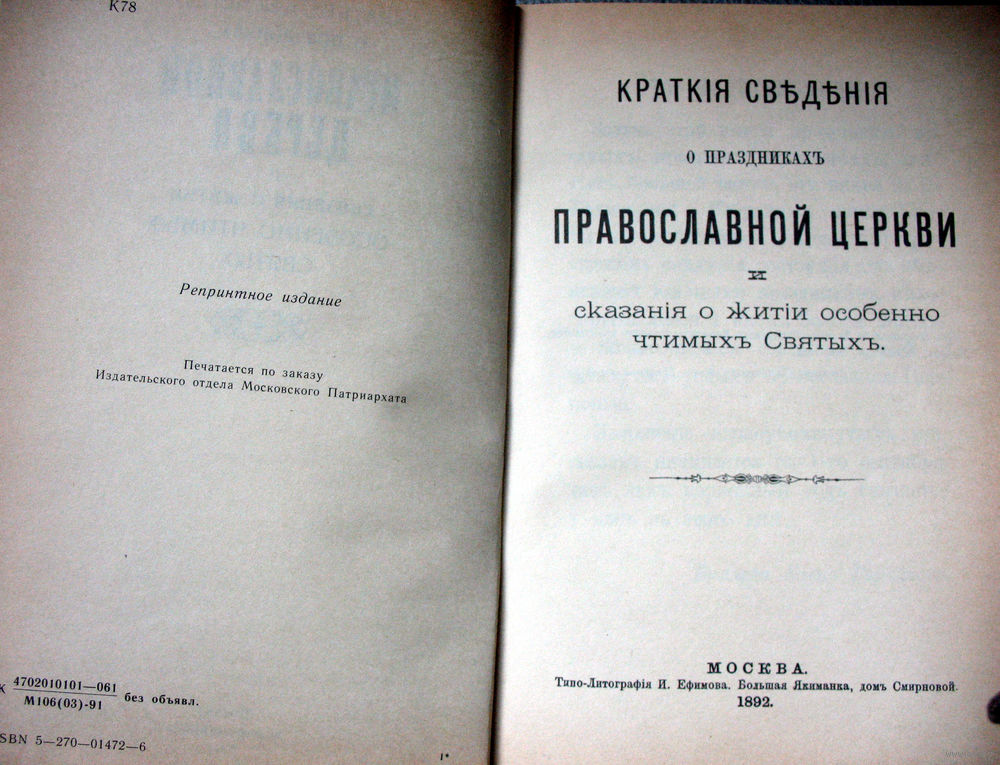 К78
Репринтное издание
Печатается по заказу
Издательского отдела Московского Патриархата
К 4702010101—061
М106(03)-91
без объявл.
ISBN 5—270—01472—6
1*
КРАТКІЯ СВѢДѢНІЯ
О ПРАЗДНИКАХЪ
ПРАВОСЛАВНОЙ ЦЕРКВИ
и
сказанія о житіи особенно
чтимыхъ Святыхъ.
МОСКВА.
Типо-Литографія И. Ефимова. Большая Якиманка, домъ Смирновой.
1892.